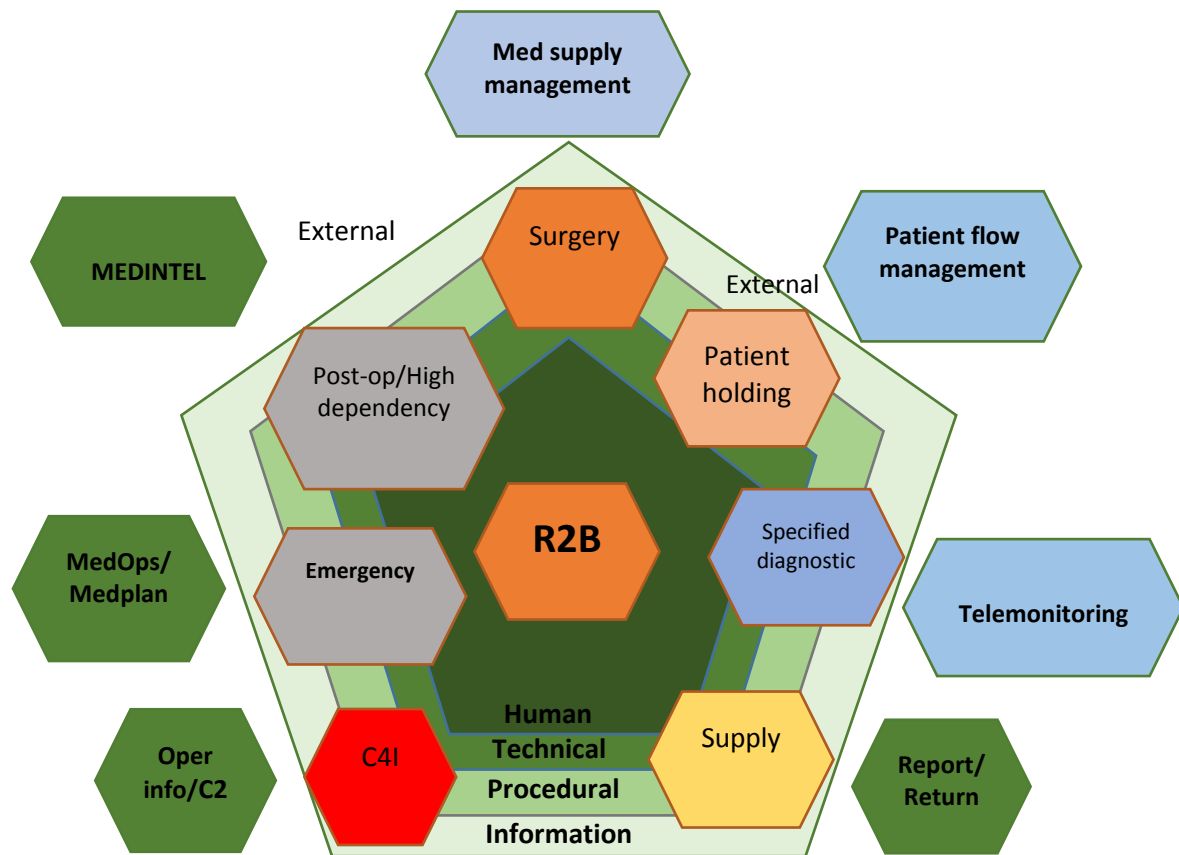 Med supply
management
External
Surgery
MEDINTEL
Patient flow
management
External
Post-op/High
dependency
Patient
holding
R2B
Specified
diagnostic
MedOps/
Medplan
Emergency
Telemonitoring
Human
Technical
Procedural
Information
Oper
info/C2
C4I
Supply
Report/
Return